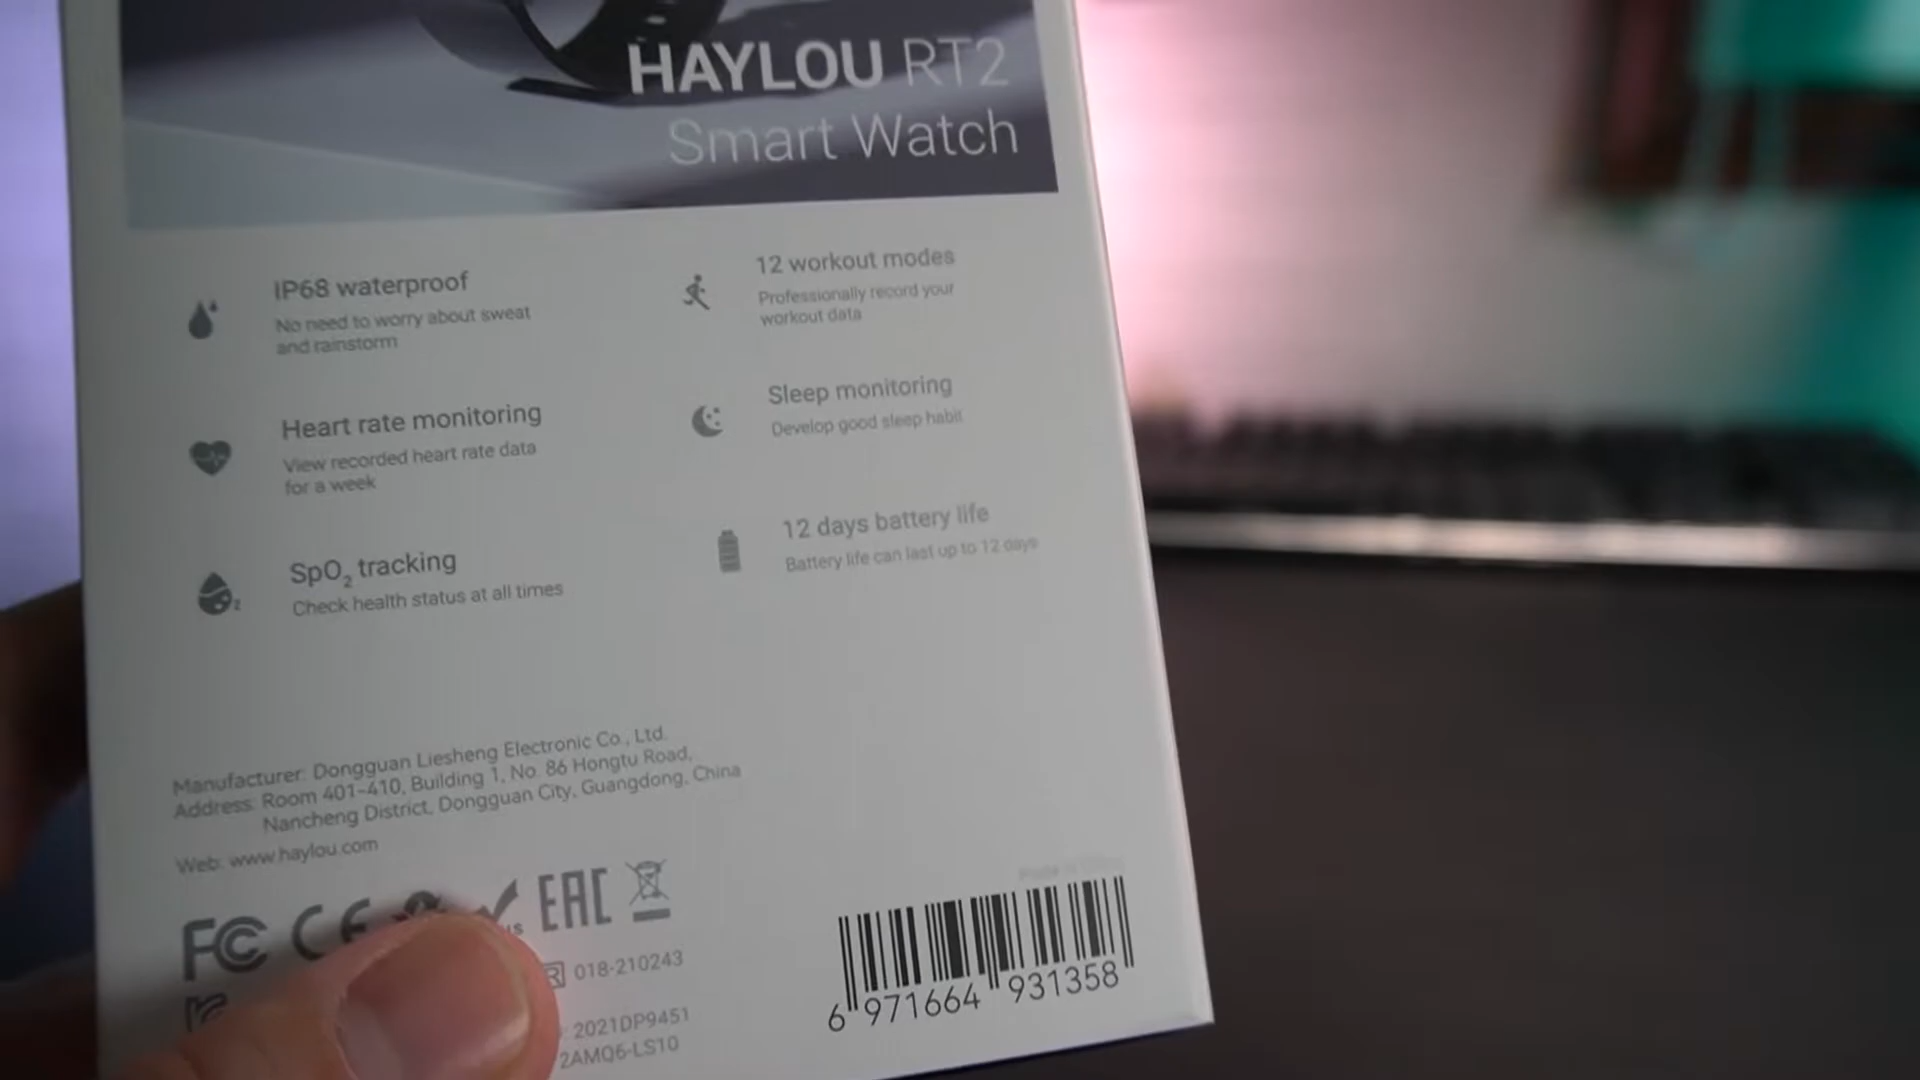 HAYLOU RT2
Smart Watch
IP68 waterproof
No need to worry about sweat
and rainstorm
12 workout modes
Professionally record your
workout data
Heart rate monitoring
View recorded heart rate data
for a week
Sleep monitoring
Develop good sleep habit
SpO₂ tracking
Check health status at all times
12 days battery life
Battery life can last up to 12 days
Manufacturer: Dongguan Liesheng Electronic Co., Ltd.
Address: Room 401-410, Building 1, No. 86 Hongtu Road,
Nancheng District, Dongguan City, Guangdong, China
Web: www.haylou.com
FC CE EAC
R 018-210243
: 2021DP9451
2AMQ6-LS10
6 971664 931358